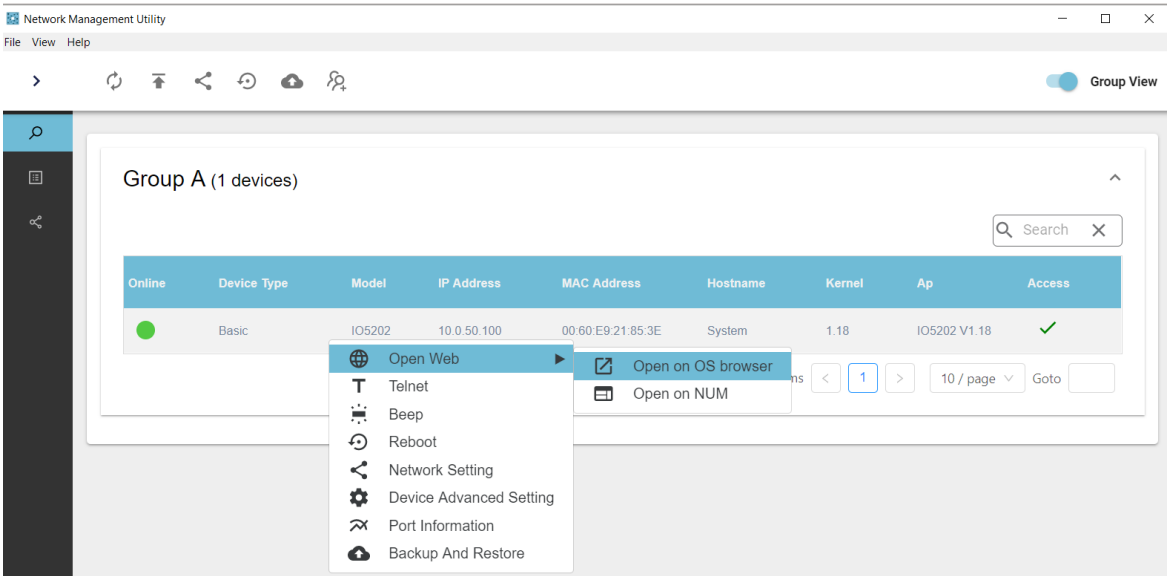 Network Management Utility
File View Help
Group View
Group A (1 devices)
Search
Online Device Type Model IP Address MAC Address Hostname Kernel Ap Access
Basic IO5202 10.0.50.100 00:60:E9:21:85:3E System 1.18 IO5202 V1.18
Open Web
Open on OS browser
Open on NUM
1
10 / page
Goto
Telnet
Beep
Reboot
Network Setting
Device Advanced Setting
Port Information
Backup And Restore